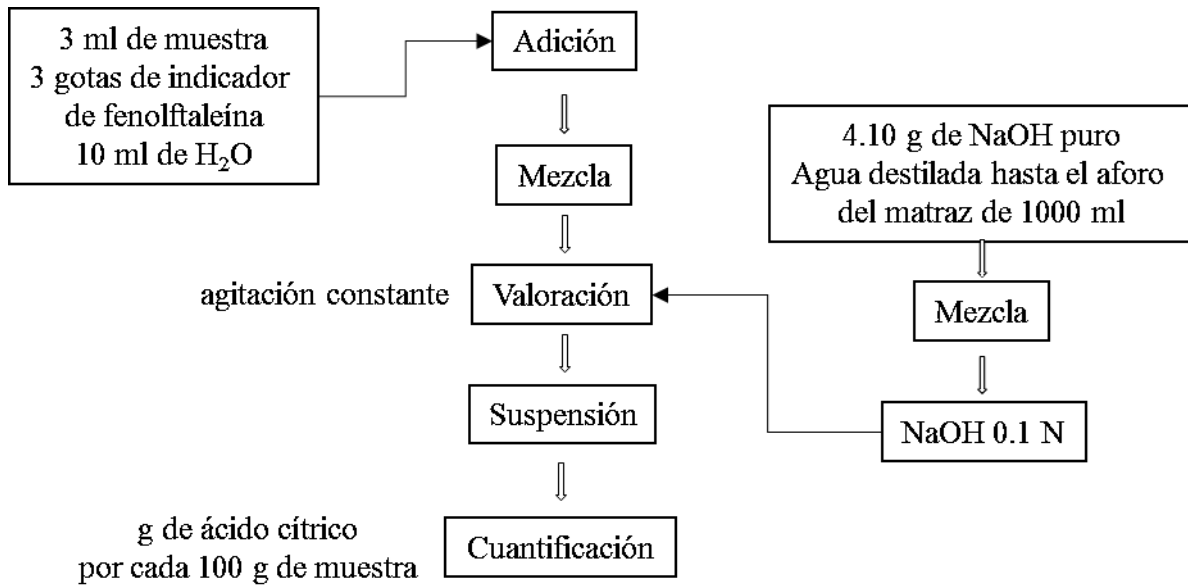 3 ml de muestra
3 gotas de indicador
de fenolftaleína
10 ml de H₂O
Adición
Mezcla
4.10 g de NaOH puro
Agua destilada hasta el aforo
del matraz de 1000 ml
agitación constante
Valoración
Mezcla
Suspensión
NaOH 0.1 N
g de ácido cítrico
por cada 100 g de muestra
Cuantificación